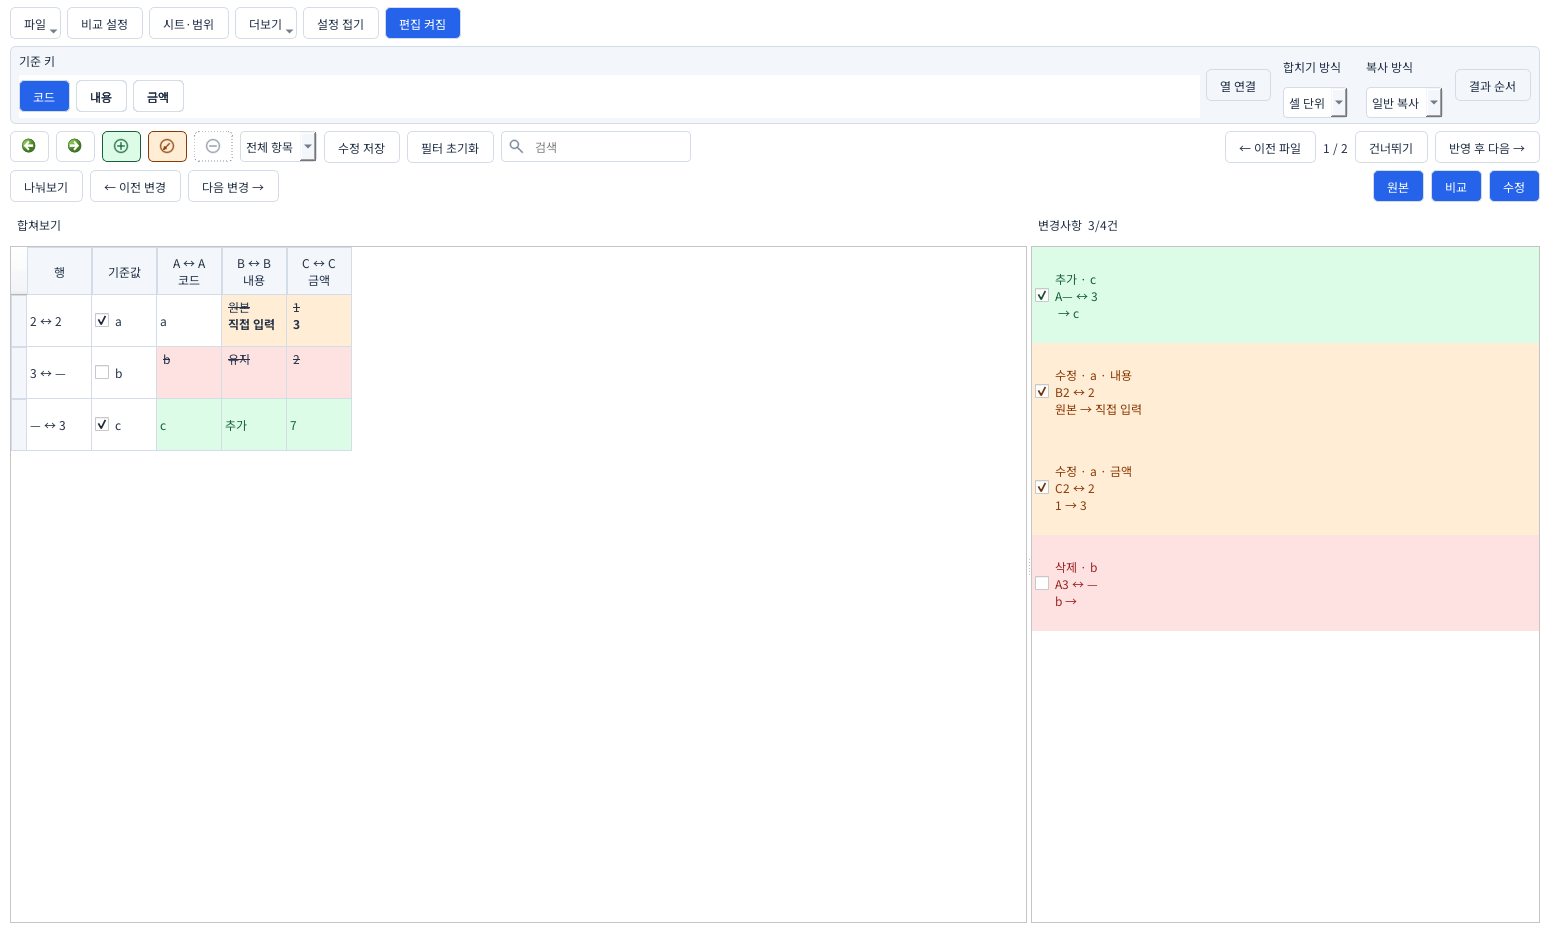 파일 비교 설정 시트·범위 더보기 설정 접기 편집 켜짐
기준 키
코드 내용 금액
열 연결
합치기 방식 복사 방식
셀 단위 일반 복사
결과 순서
전체 항목 수정 저장 필터 초기화 검색
← 이전 파일 1 / 2 건너뛰기 반영 후 다음 →
나눠보기 ← 이전 변경 다음 변경 →
원본 비교 수정
합쳐보기
행 기준값 A ↔ A B ↔ B C ↔ C
코드 내용 금액
2 ↔ 2 a a 원본 1
직접 입력 3
3 ↔ — b b 유지 2
— ↔ 3 c c 추가 7
변경사항 3/4건
추가 · c
A— ↔ 3
→ c
수정 · a · 내용
B2 ↔ 2
원본 → 직접 입력
수정 · a · 금액
C2 ↔ 2
1 → 3
삭제 · b
A3 ↔ —
b →